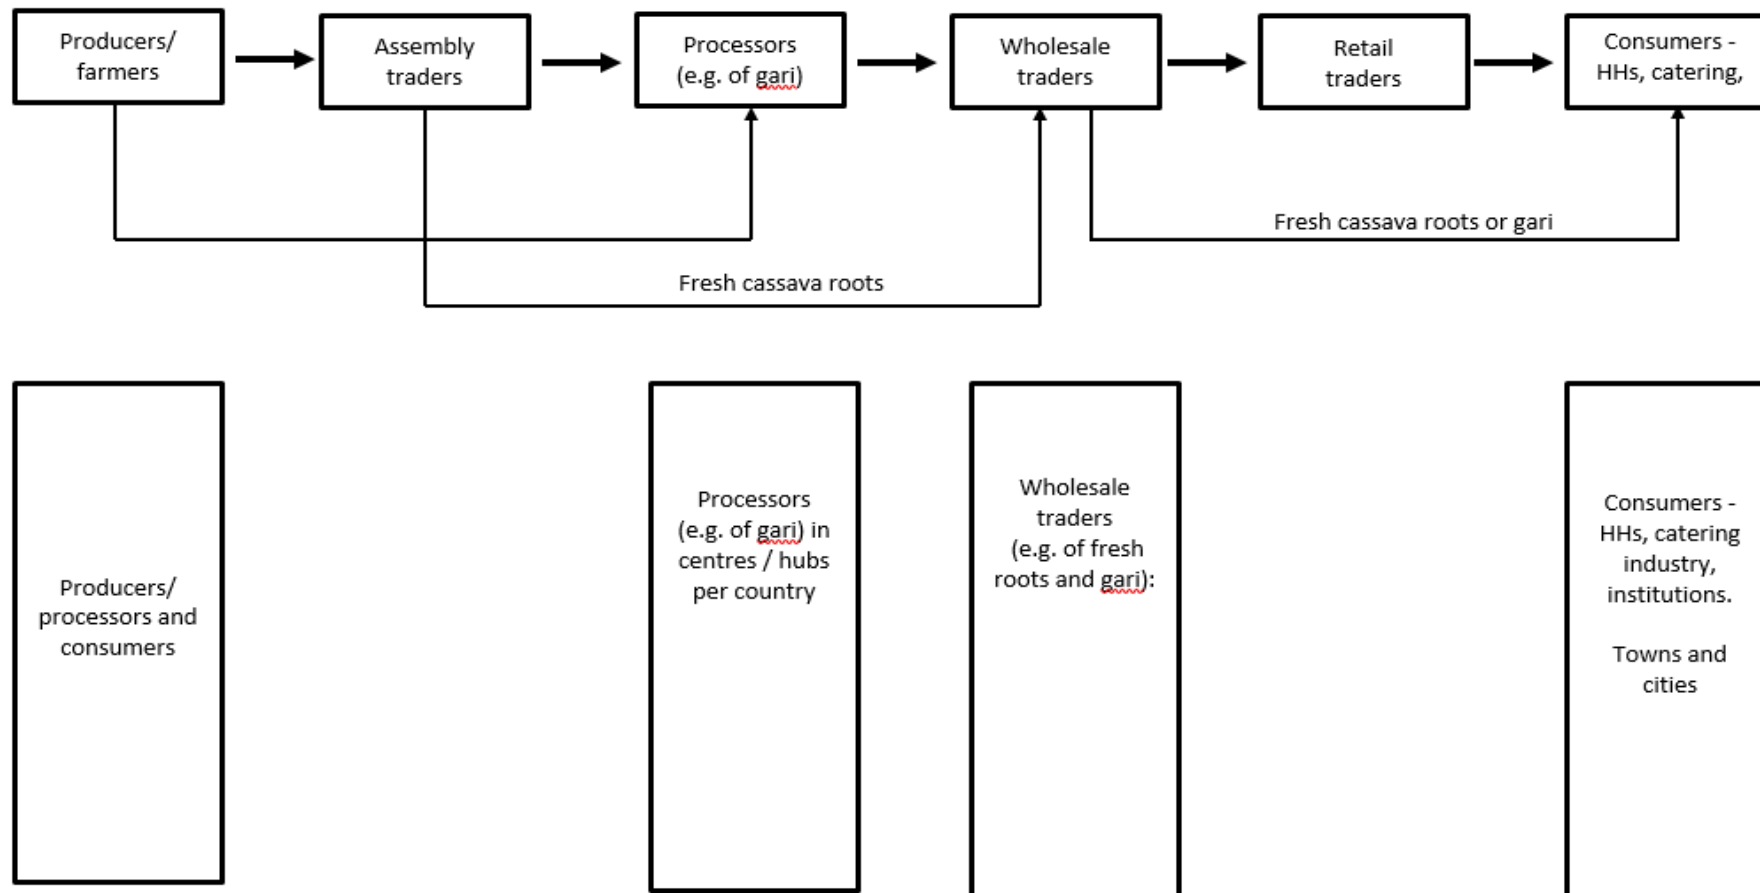 Producers/
farmers
Assembly
traders
Processors
(e.g. of gari)
Wholesale
traders
Retail
traders
Consumers -
HHs, catering,
Fresh cassava roots or gari
Fresh cassava roots
Producers/
processors and
consumers
Processors
(e.g. of gari) in
centres / hubs
per country
Wholesale
traders
(e.g. of fresh
roots and gari):
Consumers -
HHs, catering
industry,
institutions.
Towns and
cities